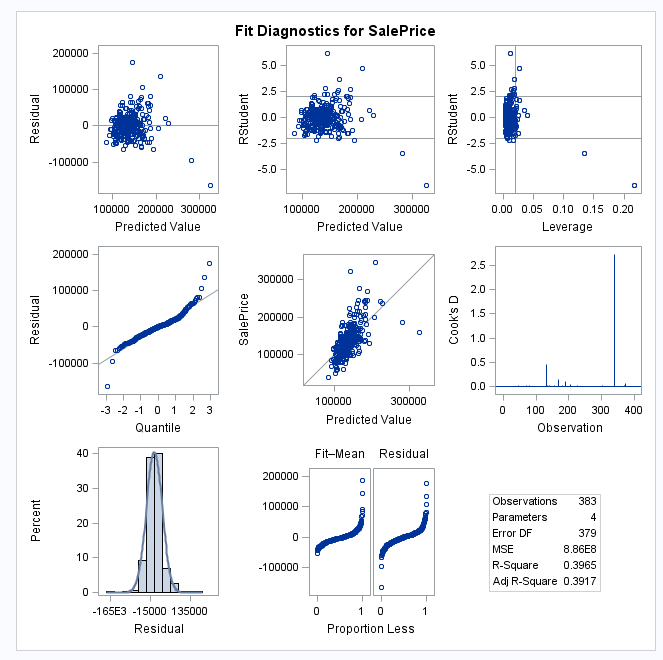 Fit Diagnostics for SalePrice
200000
100000
0
-100000
Residual
100000 200000 300000
Predicted Value
5.0
2.5
0.0
-2.5
-5.0
RStudent
100000 200000 300000
Predicted Value
5.0
2.5
0.0
-2.5
-5.0
RStudent
0.00 0.05 0.10 0.15 0.20
Leverage
200000
100000
0
-100000
Residual
-3 -2 -1 0 1 2 3
Quantile
300000
200000
100000
SalePrice
100000 300000
Predicted Value
2.5
2.0
1.5
1.0
0.5
0.0
Cook's D
0 100 200 300 400
Observation
40
30
20
10
0
Percent
-165E3 -15000 135000
Residual
Fit–Mean Residual
200000
100000
0
-100000
0 1 0 1
Proportion Less
Observations 383
Parameters 4
Error DF 379
MSE 8.86E8
R-Square 0.3965
Adj R-Square 0.3917